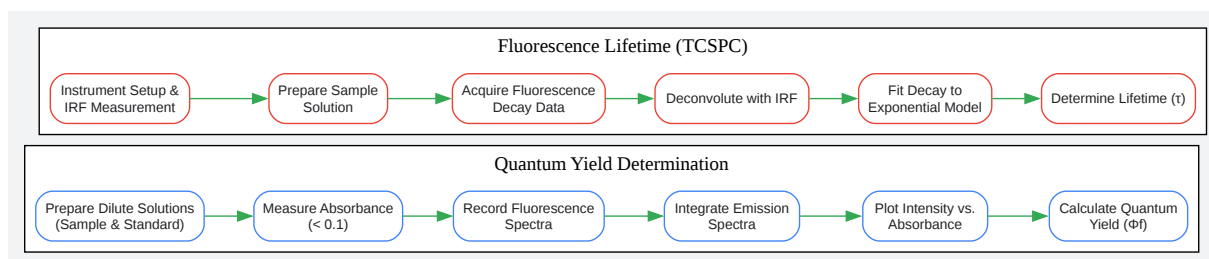 Fluorescence Lifetime (TCSPC)
Instrument Setup &
IRF Measurement
Prepare Sample
Solution
Acquire Fluorescence
Decay Data
Deconvolute with IRF
Fit Decay to
Exponential Model
Determine Lifetime (τ)
Quantum Yield Determination
Prepare Dilute Solutions
(Sample & Standard)
Measure Absorbance
(< 0.1)
Record Fluorescence
Spectra
Integrate Emission
Spectra
Plot Intensity vs.
Absorbance
Calculate Quantum
Yield (Φf)